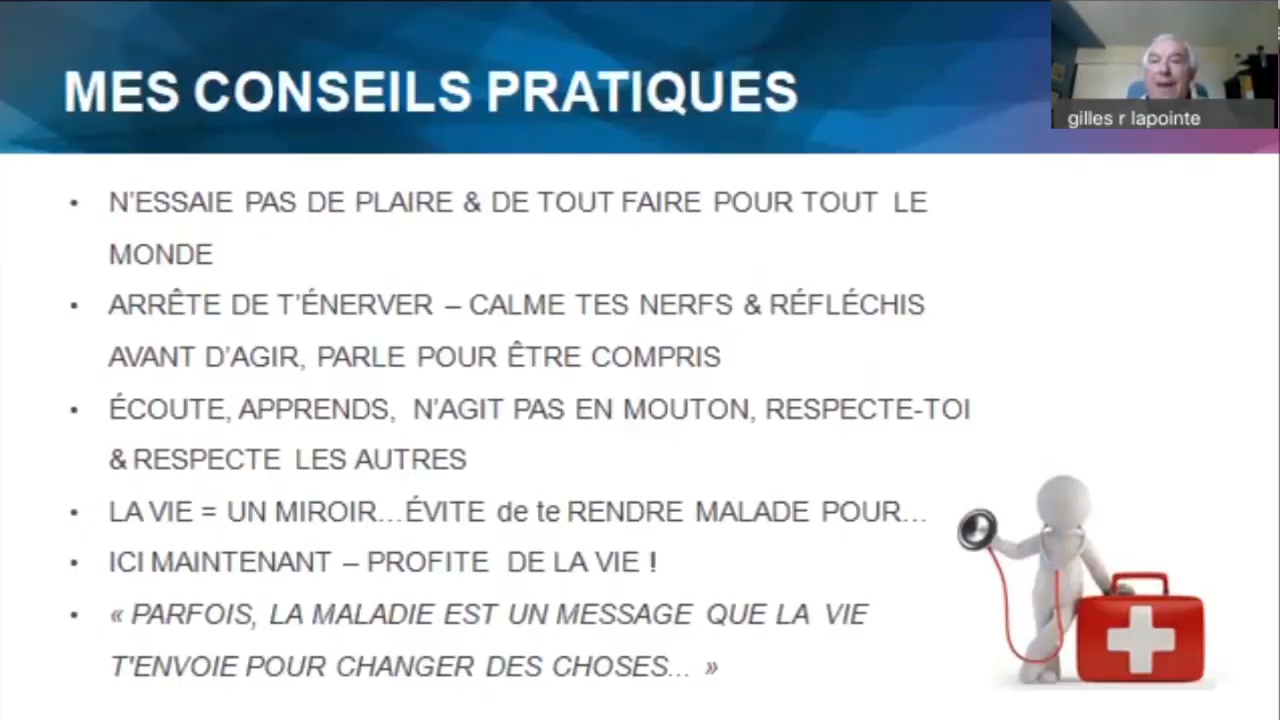 MES CONSEILS PRATIQUES
gilles r lapointe
• N'ESSAIE PAS DE PLAIRE & DE TOUT FAIRE POUR TOUT LE
MONDE
• ARRÊTE DE T'ÉNERVER – CALME TES NERFS & RÉFLÉCHIS
AVANT D'AGIR, PARLE POUR ÊTRE COMPRIS
• ÉCOUTE, APPRENDS, N'AGIT PAS EN MOUTON, RESPECTE-TOI
& RESPECTE LES AUTRES
• LA VIE = UN MIROIR...ÉVITE de te RENDRE MALADE POUR...
• ICI MAINTENANT – PROFITE DE LA VIE !
• « PARFOIS, LA MALADIE EST UN MESSAGE QUE LA VIE
T'ENVOIE POUR CHANGER DES CHOSES... »